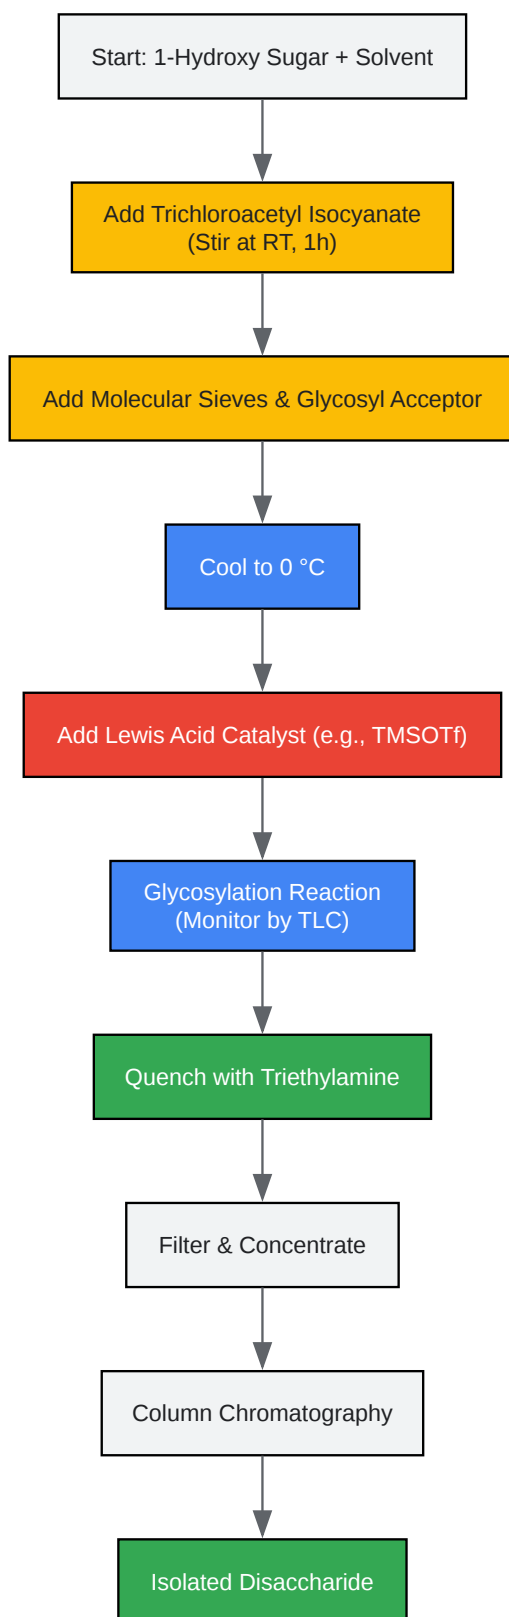 Start: 1-Hydroxy Sugar + Solvent
Add Trichloroacetyl Isocyanate
(Stir at RT, 1h)
Add Molecular Sieves & Glycosyl Acceptor
Cool to 0 °C
Add Lewis Acid Catalyst (e.g., TMSOTf)
Glycosylation Reaction
(Monitor by TLC)
Quench with Triethylamine
Filter & Concentrate
Column Chromatography
Isolated Disaccharide